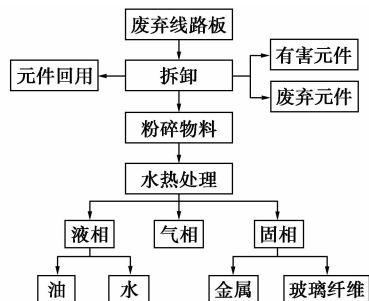 废弃线路板
元件回用
拆卸
有害元件
废弃元件
粉碎物料
水热处理
液相
气相
固相
油
水
金属
玻璃纤维